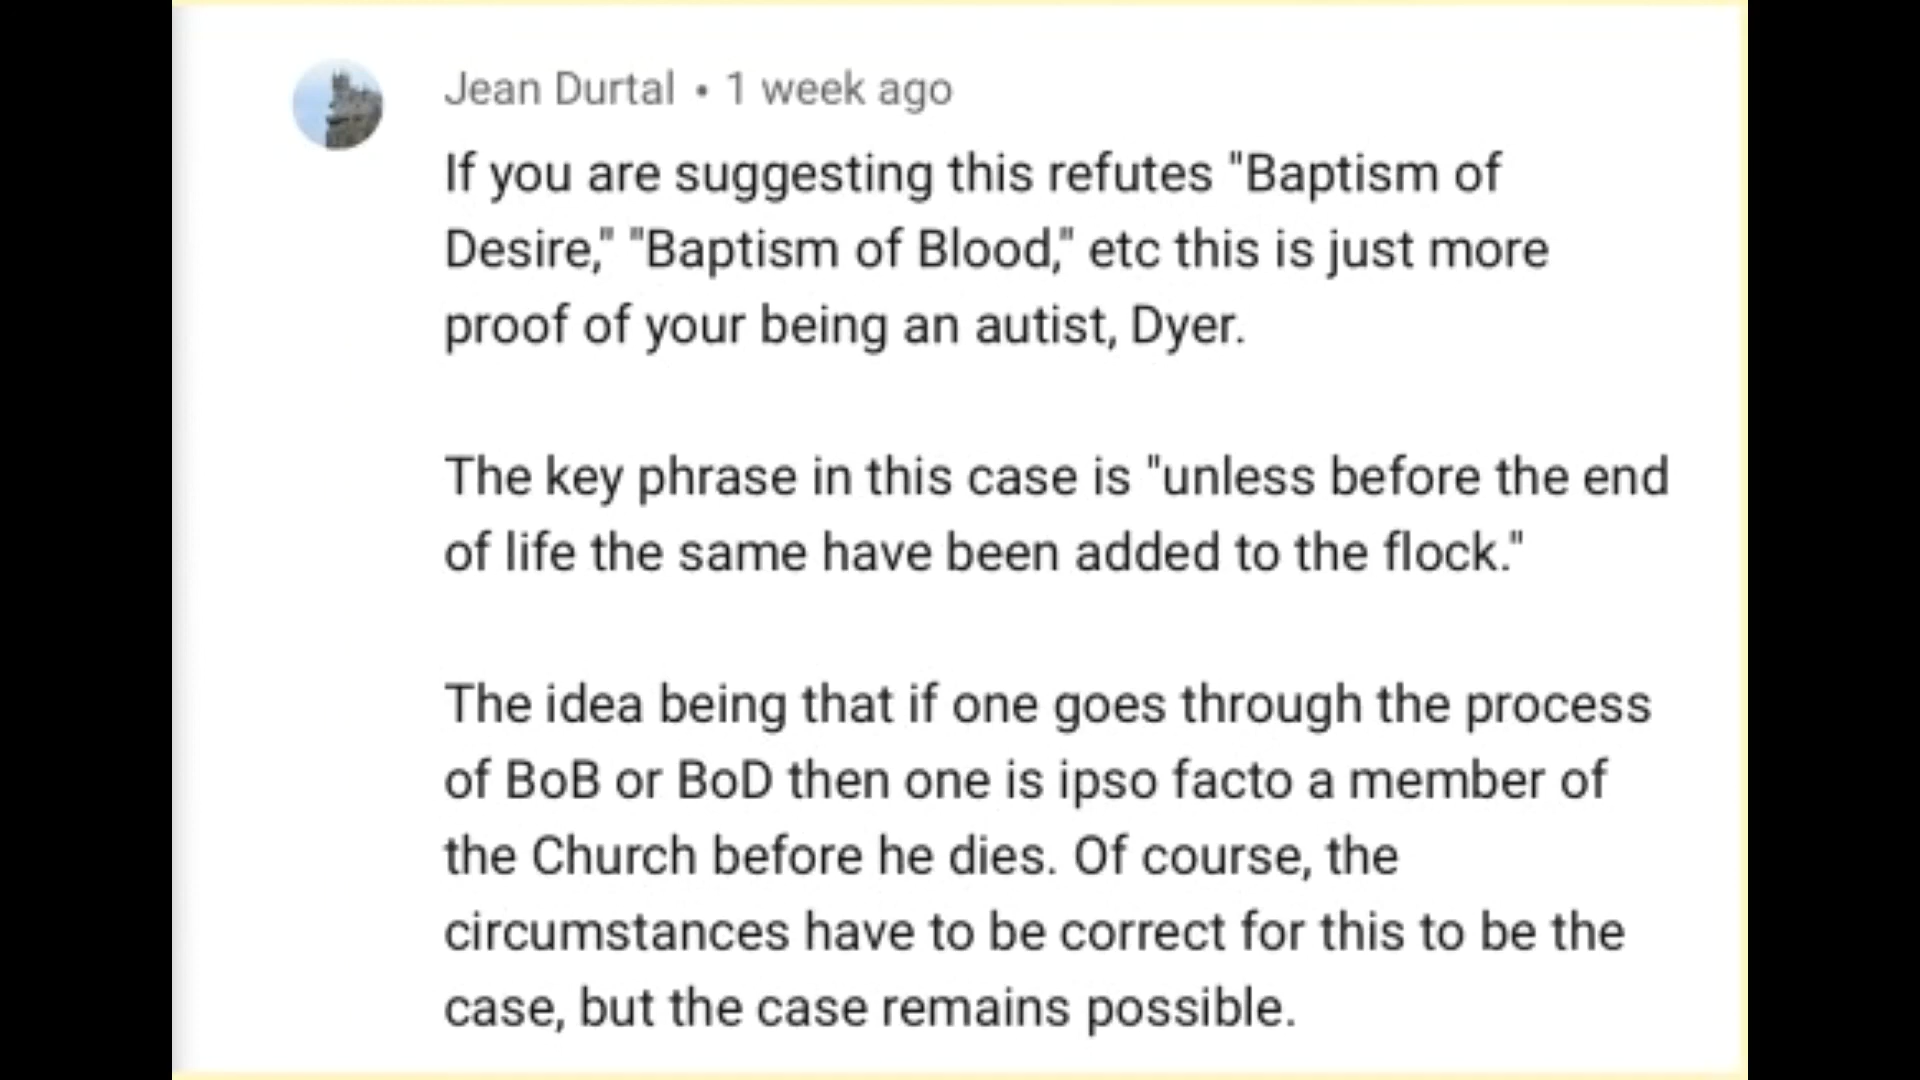 Jean Durtal • 1 week ago
If you are suggesting this refutes "Baptism of
Desire," "Baptism of Blood," etc this is just more
proof of your being an autist, Dyer.
The key phrase in this case is "unless before the end
of life the same have been added to the flock."
The idea being that if one goes through the process
of BoB or BoD then one is ipso facto a member of
the Church before he dies. Of course, the
circumstances have to be correct for this to be the
case, but the case remains possible.